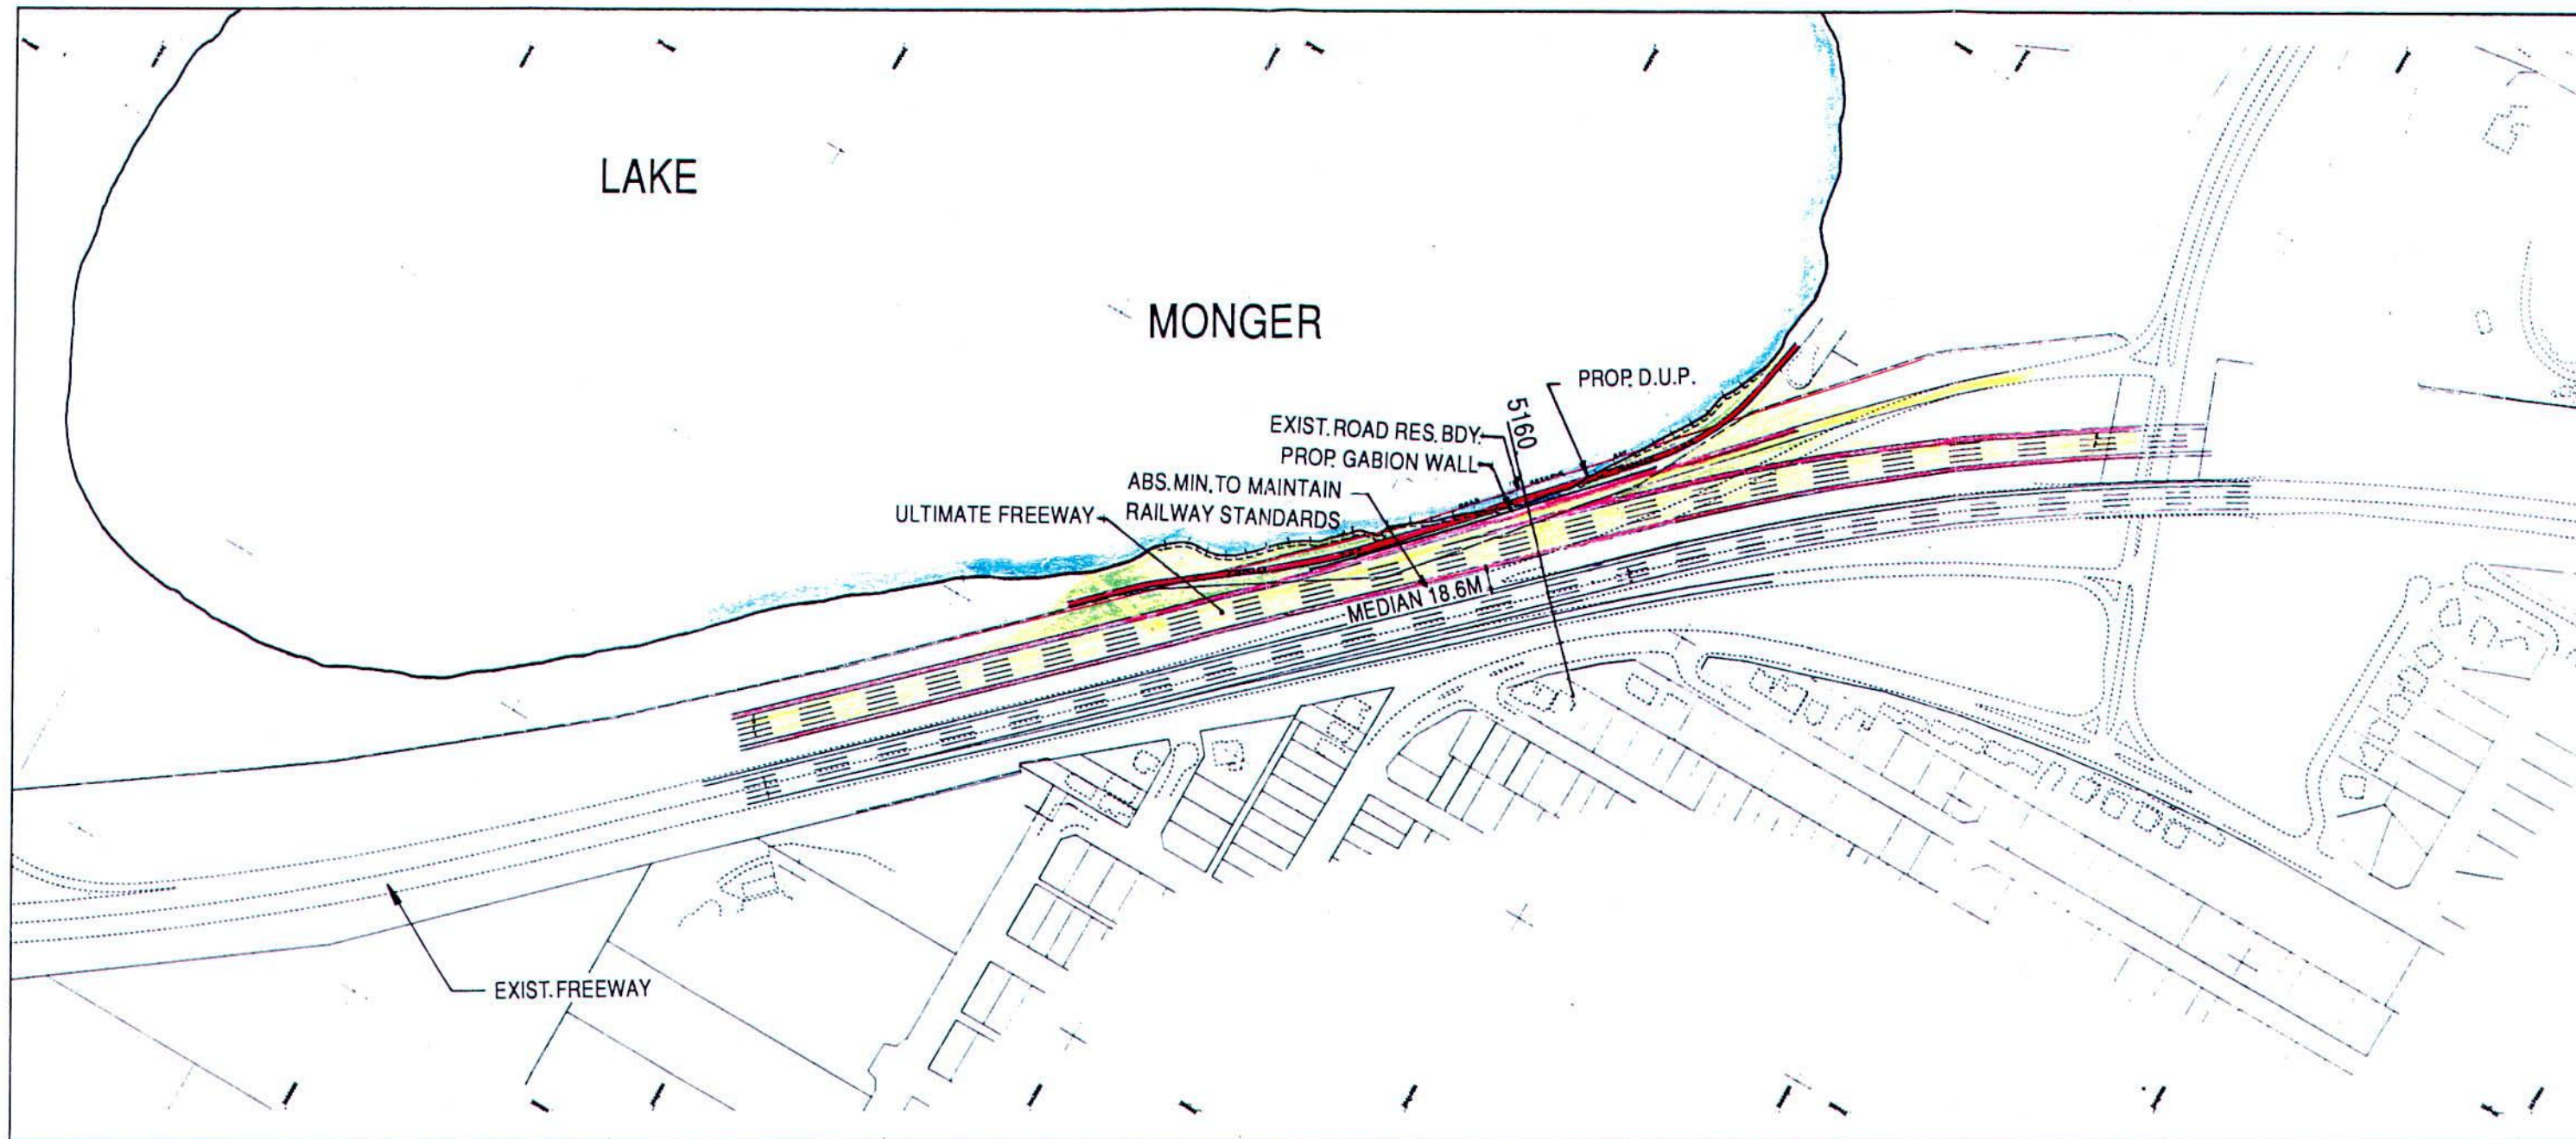 LAKE
MONGER
PROP. D.U.P.
5160
EXIST. ROAD RES. BDY.
PROP. GABION WALL
ABS. MIN. TO MAINTAIN
RAILWAY STANDARDS
ULTIMATE FREEWAY
MEDIAN 18.6M
EXIST. FREEWAY